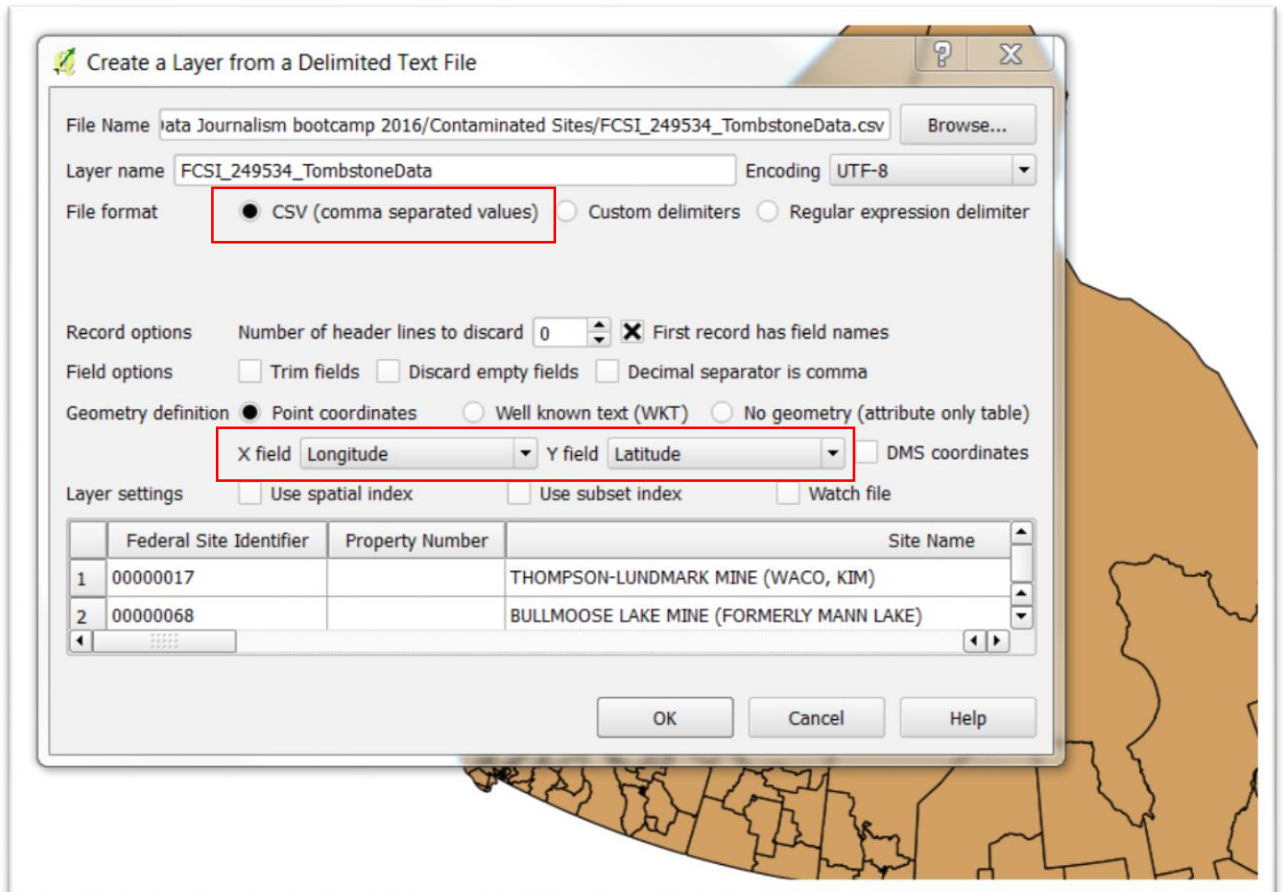 Create a Layer from a Delimited Text File
File Name ata Journalism bootcamp 2016/Contaminated Sites/FCSI_249534_TombstoneData.csv Browse...
Layer name FCSI_249534_TombstoneData Encoding UTF-8
File format CSV (comma separated values) Custom delimiters Regular expression delimiter
Record options Number of header lines to discard 0 First record has field names
Field options Trim fields Discard empty fields Decimal separator is comma
Geometry definition Point coordinates Well known text (WKT) No geometry (attribute only table)
X field Longitude Y field Latitude DMS coordinates
Layer settings Use spatial index Use subset index Watch file
Federal Site Identifier Property Number Site Name
1 00000017 THOMPSON-LUNDMARK MINE (WACO, KIM)
2 00000068 BULLMOOSE LAKE MINE (FORMERLY MANN LAKE)
OK Cancel Help